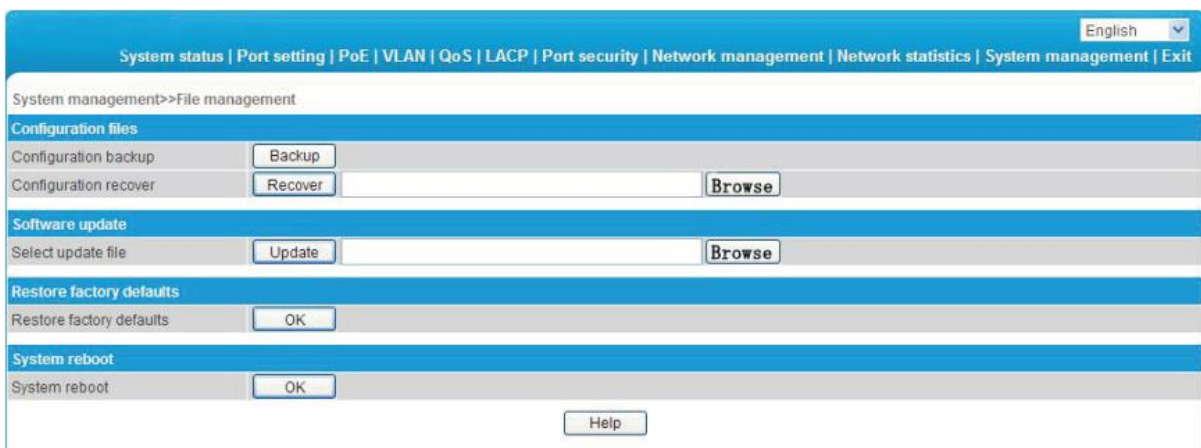 English
System status | Port setting | PoE | VLAN | QoS | LACP | Port security | Network management | Network statistics | System management | Exit
System management>>File management
Configuration files
Configuration backup Backup
Configuration recover Recover Browse
Software update
Select update file Update Browse
Restore factory defaults
Restore factory defaults OK
System reboot
System reboot OK
Help